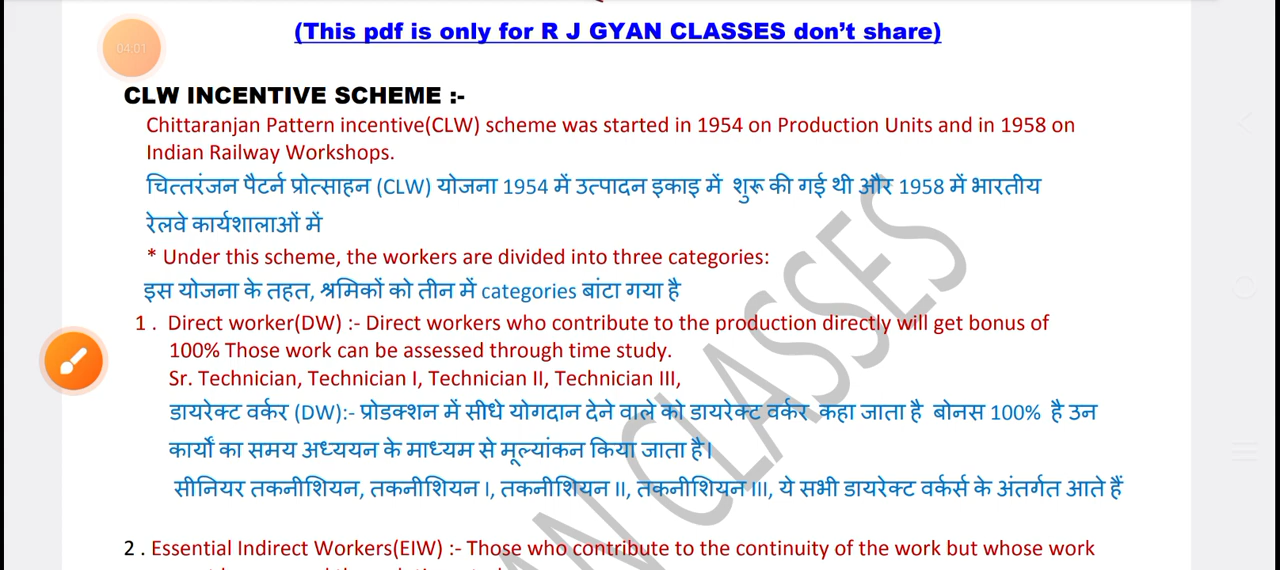 (This pdf is only for R J GYAN CLASSES don't share)
04:01
CLW INCENTIVE SCHEME :-
Chittaranjan Pattern incentive(CLW) scheme was started in 1954 on Production Units and in 1958 on
Indian Railway Workshops.
चित्तरंजन पैटर्न प्रोत्साहन (CLW) योजना 1954 में उत्पादन इकाइ में शुरू की गई थी और 1958 में भारतीय
रेलवे कार्यशालाओं में
* Under this scheme, the workers are divided into three categories:
इस योजना के तहत, श्रमिकों को तीन में categories बांटा गया है
1 . Direct worker(DW) :- Direct workers who contribute to the production directly will get bonus of
100% Those work can be assessed through time study.
Sr. Technician, Technician I, Technician II, Technician III,
डायरेक्ट वर्कर (DW):- प्रोडक्शन में सीधे योगदान देने वाले को डायरेक्ट वर्कर कहा जाता है बोनस 100% है उन
कार्यों का समय अध्ययन के माध्यम से मूल्यांकन किया जाता है।
सीनियर तकनीशियन, तकनीशियन I, तकनीशियन II, तकनीशियन III, ये सभी डायरेक्ट वर्कर्स के अंतर्गत आते हैं
2 . Essential Indirect Workers(EIW) :- Those who contribute to the continuity of the work but whose work
CLASSES
N CLASSES